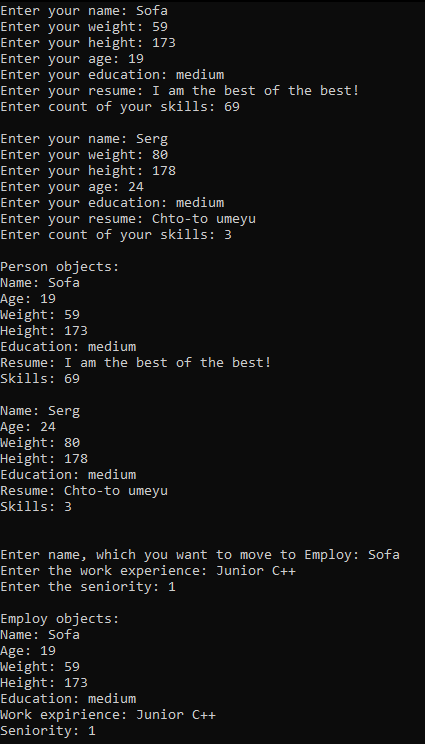 Enter your name: Sofa
Enter your weight: 59
Enter your height: 173
Enter your age: 19
Enter your education: medium
Enter your resume: I am the best of the best!
Enter count of your skills: 69
Enter your name: Serg
Enter your weight: 80
Enter your height: 178
Enter your age: 24
Enter your education: medium
Enter your resume: Chto-to umeyu
Enter count of your skills: 3
Person objects:
Name: Sofa
Age: 19
Weight: 59
Height: 173
Education: medium
Resume: I am the best of the best!
Skills: 69
Name: Serg
Age: 24
Weight: 80
Height: 178
Education: medium
Resume: Chto-to umeyu
Skills: 3
Enter name, which you want to move to Employ: Sofa
Enter the work experience: Junior C++
Enter the seniority: 1
Employ objects:
Name: Sofa
Age: 19
Weight: 59
Height: 173
Education: medium
Work expirience: Junior C++
Seniority: 1